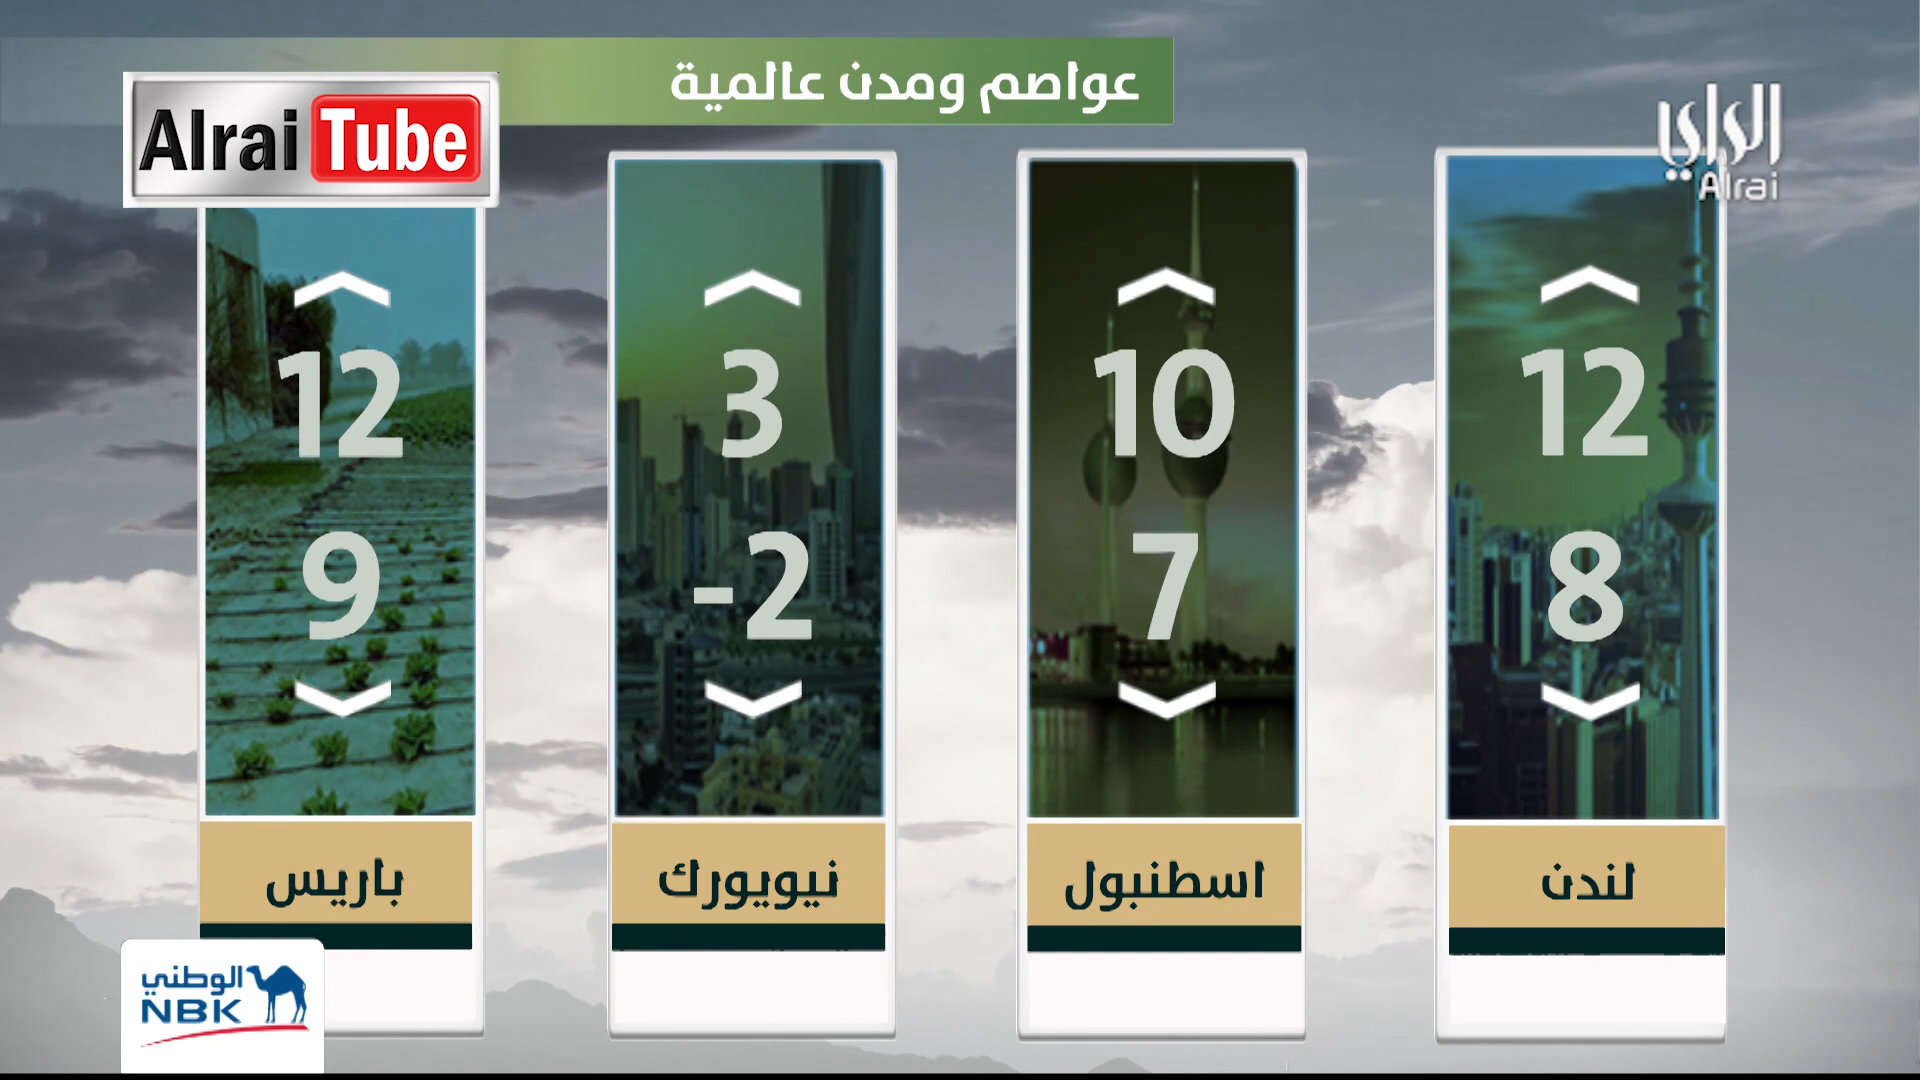 عواصم ومدن عالمية
Alrai Tube
الراي
Alrai
12
8
لندن
10
7
اسطنبول
3
-2
نيويورك
12
9
باريس
الوطني
NBK